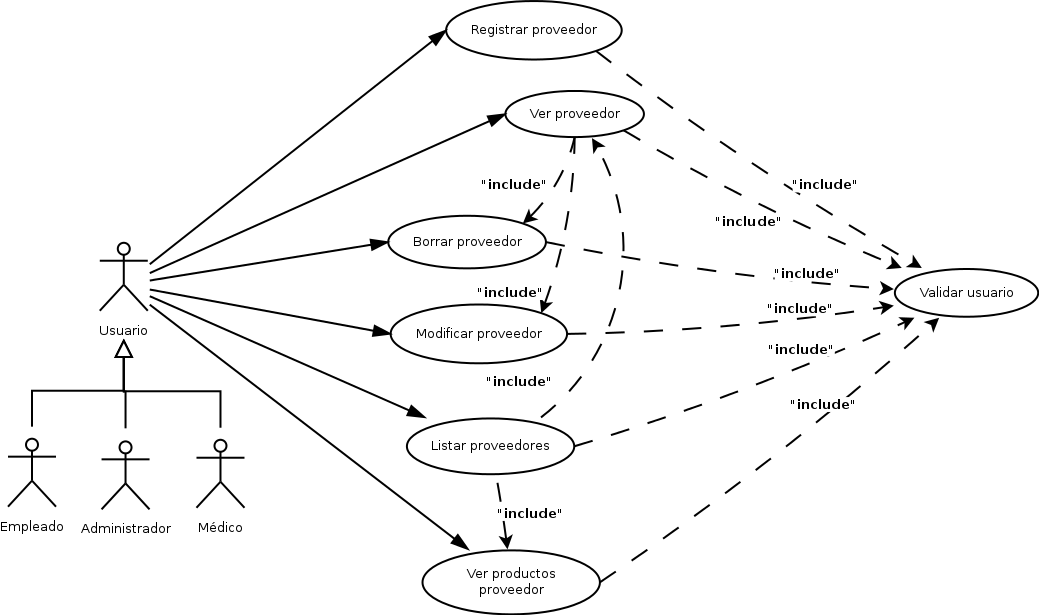 Registrar proveedor
Ver proveedor
"include"
"include"
"include"
Borrar proveedor
"include"
"include"
Validar usuario
"include"
Usuario
Modificar proveedor
"include"
"include"
"include"
Listar proveedores
"include"
Empleado
Administrador
Médico
Ver productos
proveedor